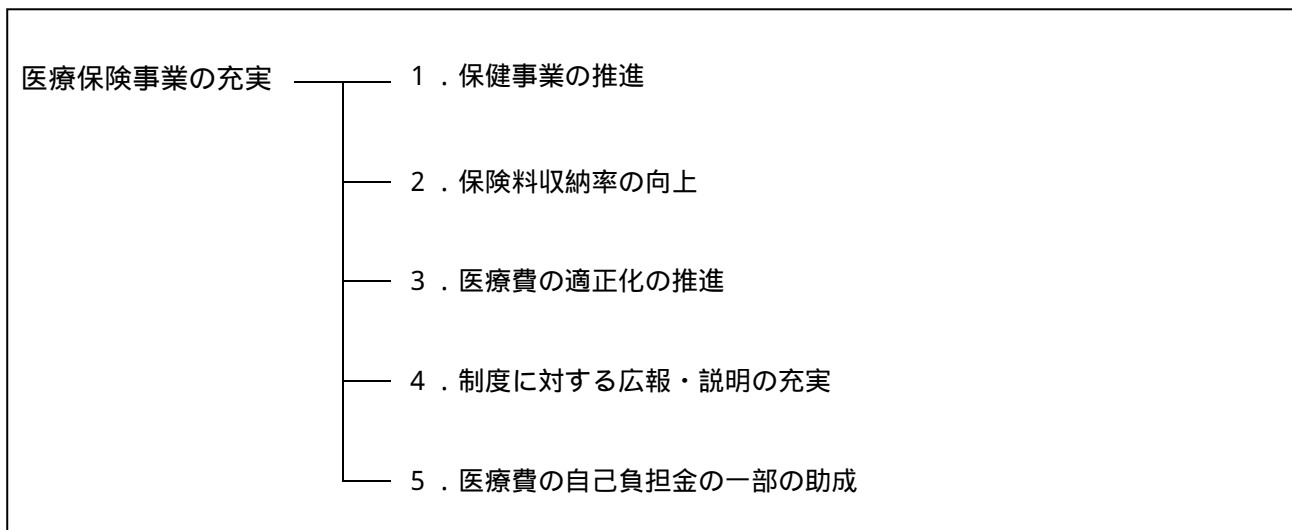 医療保険事業の充実
1．保健事業の推進
2．保険料収納率の向上
3．医療費の適正化の推進
4．制度に対する広報・説明の充実
5．医療費の自己負担金の一部の助成